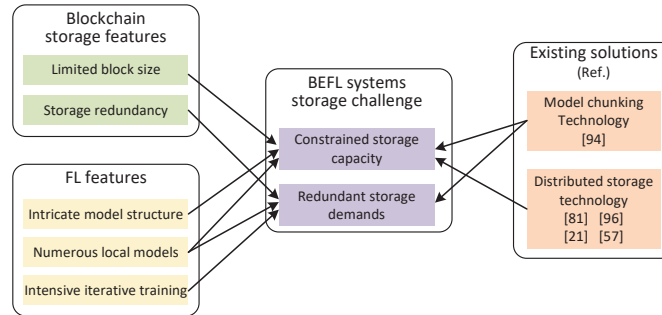 Blockchain
storage features
Limited block size
Storage redundancy
FL features
Intricate model structure
Numerous local models
Intensive iterative training
BEFL systems
storage challenge
Constrained storage
capacity
Redundant storage
demands
Existing solutions
(Ref.)
Model chunking
Technology
[94]
Distributed storage
technology
[81] [96]
[21] [57]